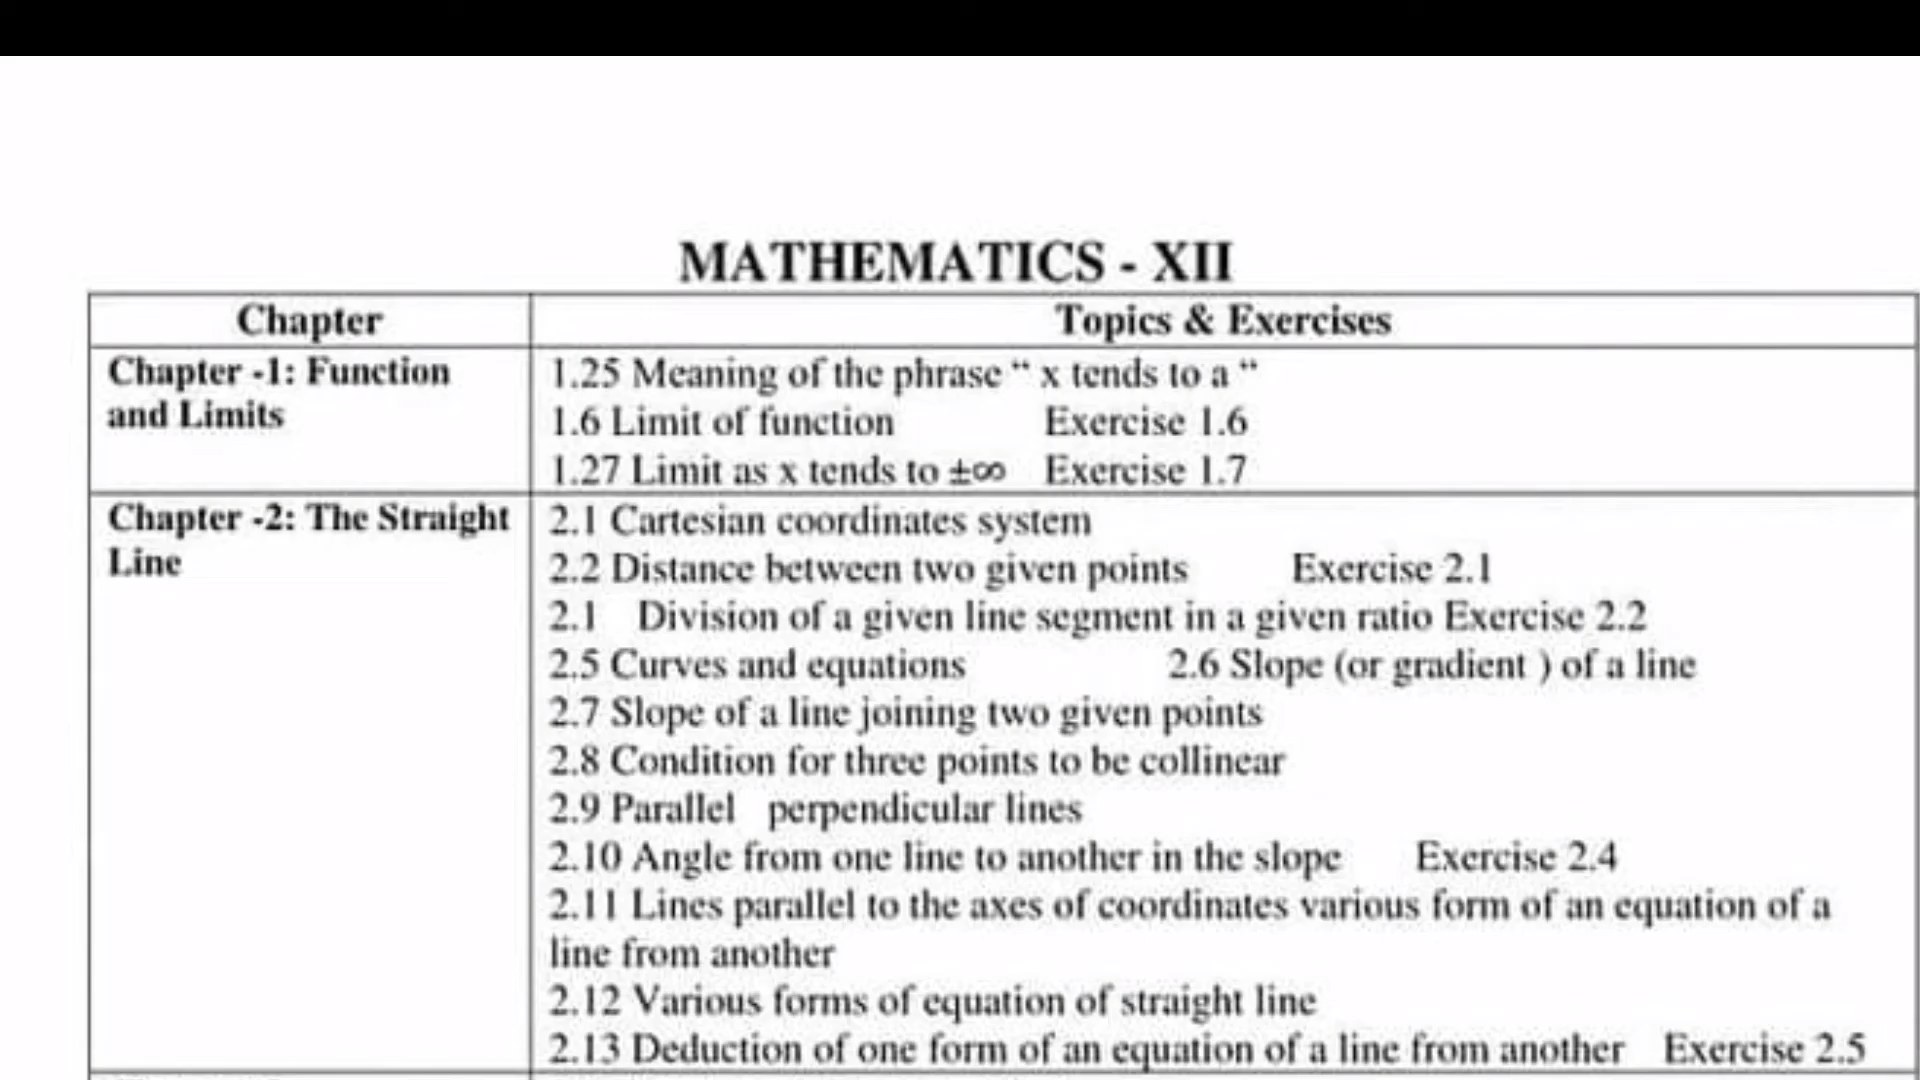 MATHEMATICS - XII
Chapter
Topics & Exercises
Chapter -1: Function
and Limits
1.25 Meaning of the phrase “ x tends to a “
1.6 Limit of function Exercise 1.6
1.27 Limit as x tends to ±∞ Exercise 1.7
Chapter -2: The Straight
Line
2.1 Cartesian coordinates system
2.2 Distance between two given points Exercise 2.1
2.1 Division of a given line segment in a given ratio Exercise 2.2
2.5 Curves and equations 2.6 Slope (or gradient ) of a line
2.7 Slope of a line joining two given points
2.8 Condition for three points to be collinear
2.9 Parallel perpendicular lines
2.10 Angle from one line to another in the slope Exercise 2.4
2.11 Lines parallel to the axes of coordinates various form of an equation of a
line from another
2.12 Various forms of equation of straight line
2.13 Deduction of one form of an equation of a line from another Exercise 2.5